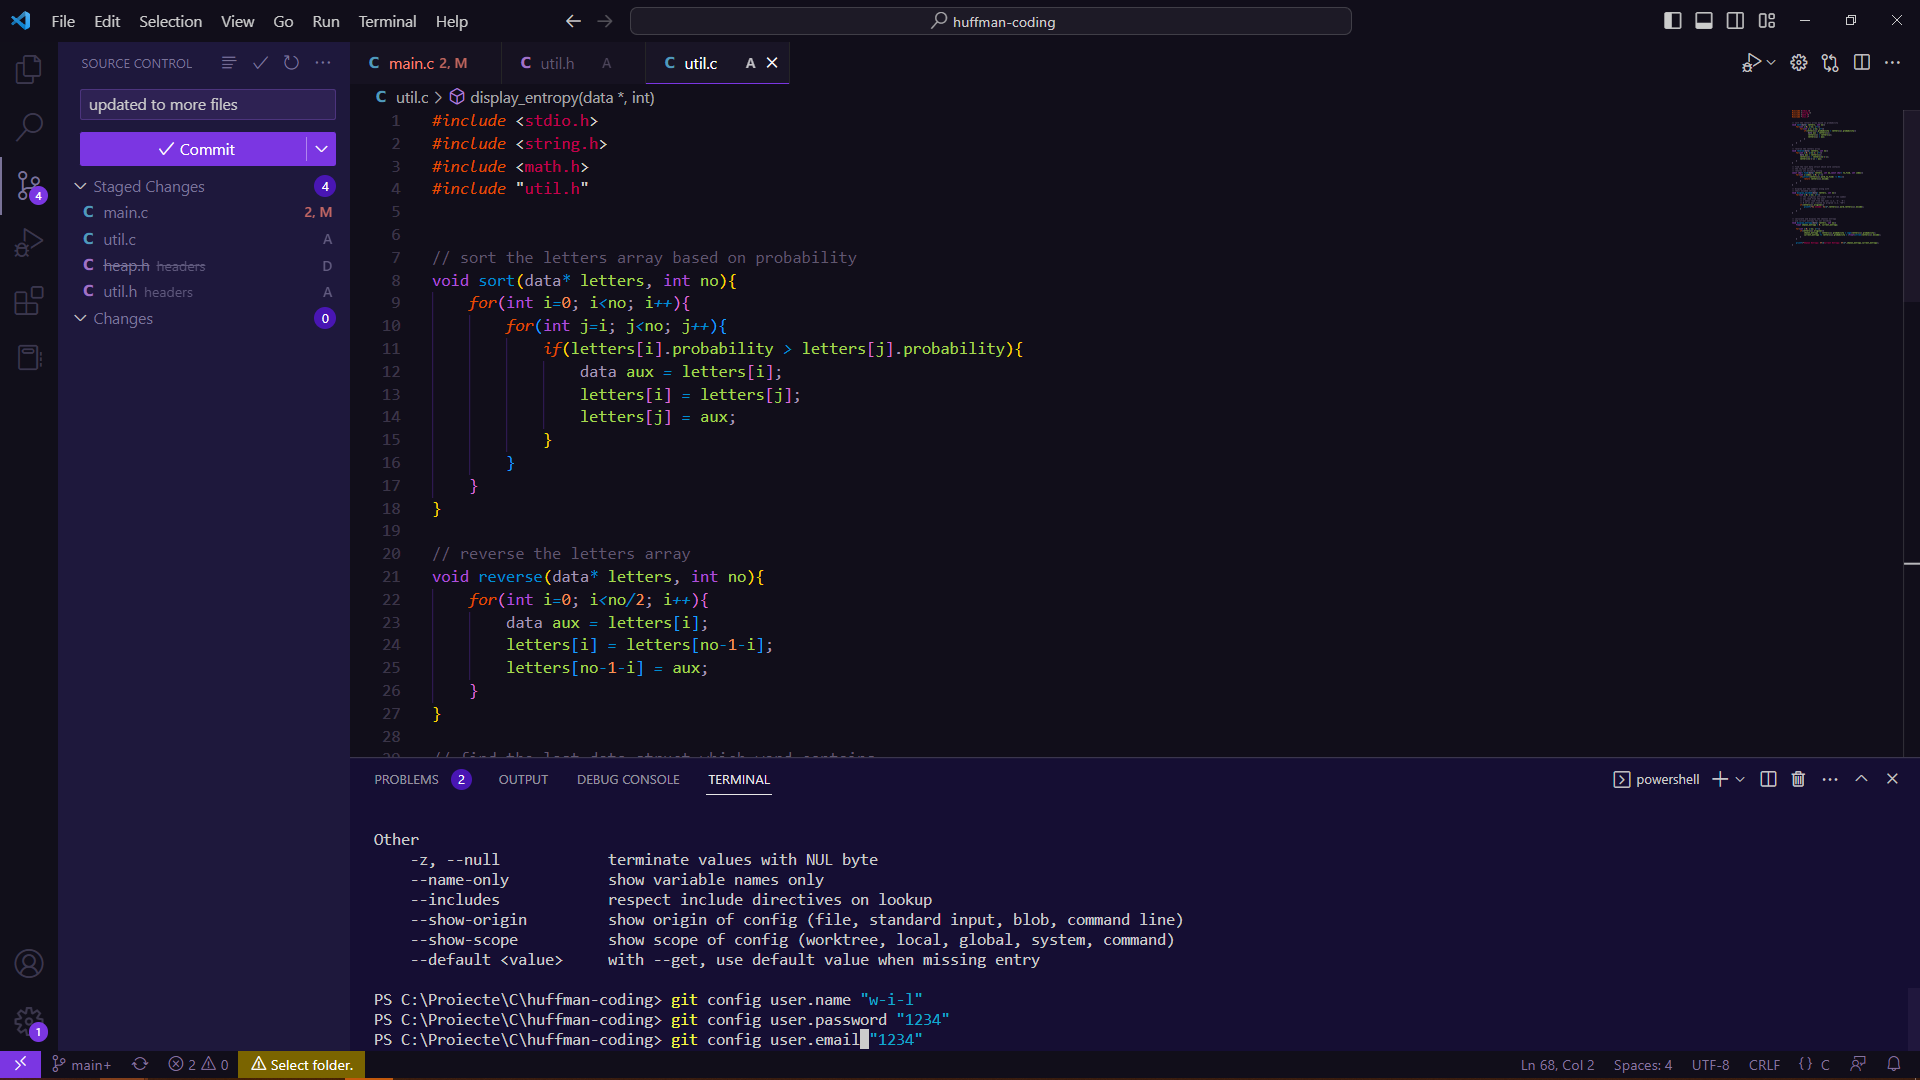 File Edit Selection View Go Run Terminal Help
huffman-coding
SOURCE CONTROL
updated to more files
Commit
Staged Changes 4
C main.c 2, M
C util.c A
C heap.h headers D
C util.h headers A
Changes 0
4
1
C main.c 2, M
C util.h A
C util.c A
C util.c > display_entropy(data *, int)
1 #include <stdio.h>
2 #include <string.h>
3 #include <math.h>
4 #include "util.h"
5
6
7 // sort the letters array based on probability
8 void sort(data* letters, int no){
9 for(int i=0; i<no; i++){
10 for(int j=i; j<no; j++){
11 if(letters[i].probability > letters[j].probability){
12 data aux = letters[i];
13 letters[i] = letters[j];
14 letters[j] = aux;
15 }
16 }
17 }
18 }
19
20 // reverse the letters array
21 void reverse(data* letters, int no){
22 for(int i=0; i<no/2; i++){
23 data aux = letters[i];
24 letters[i] = letters[no-1-i];
25 letters[no-1-i] = aux;
26 }
27 }
28
PROBLEMS 2 OUTPUT DEBUG CONSOLE TERMINAL
powershell
Other
-z, --null terminate values with NUL byte
--name-only show variable names only
--includes respect include directives on lookup
--show-origin show origin of config (file, standard input, blob, command line)
--show-scope show scope of config (worktree, local, global, system, command)
--default <value> with --get, use default value when missing entry
PS C:\Proiecte\C\huffman-coding> git config user.name "w-i-l"
PS C:\Proiecte\C\huffman-coding> git config user.password "1234"
PS C:\Proiecte\C\huffman-coding> git config user.email "1234"
main+ 2 0 Select folder.
Ln 68, Col 2 Spaces: 4 UTF-8 CRLF {} C